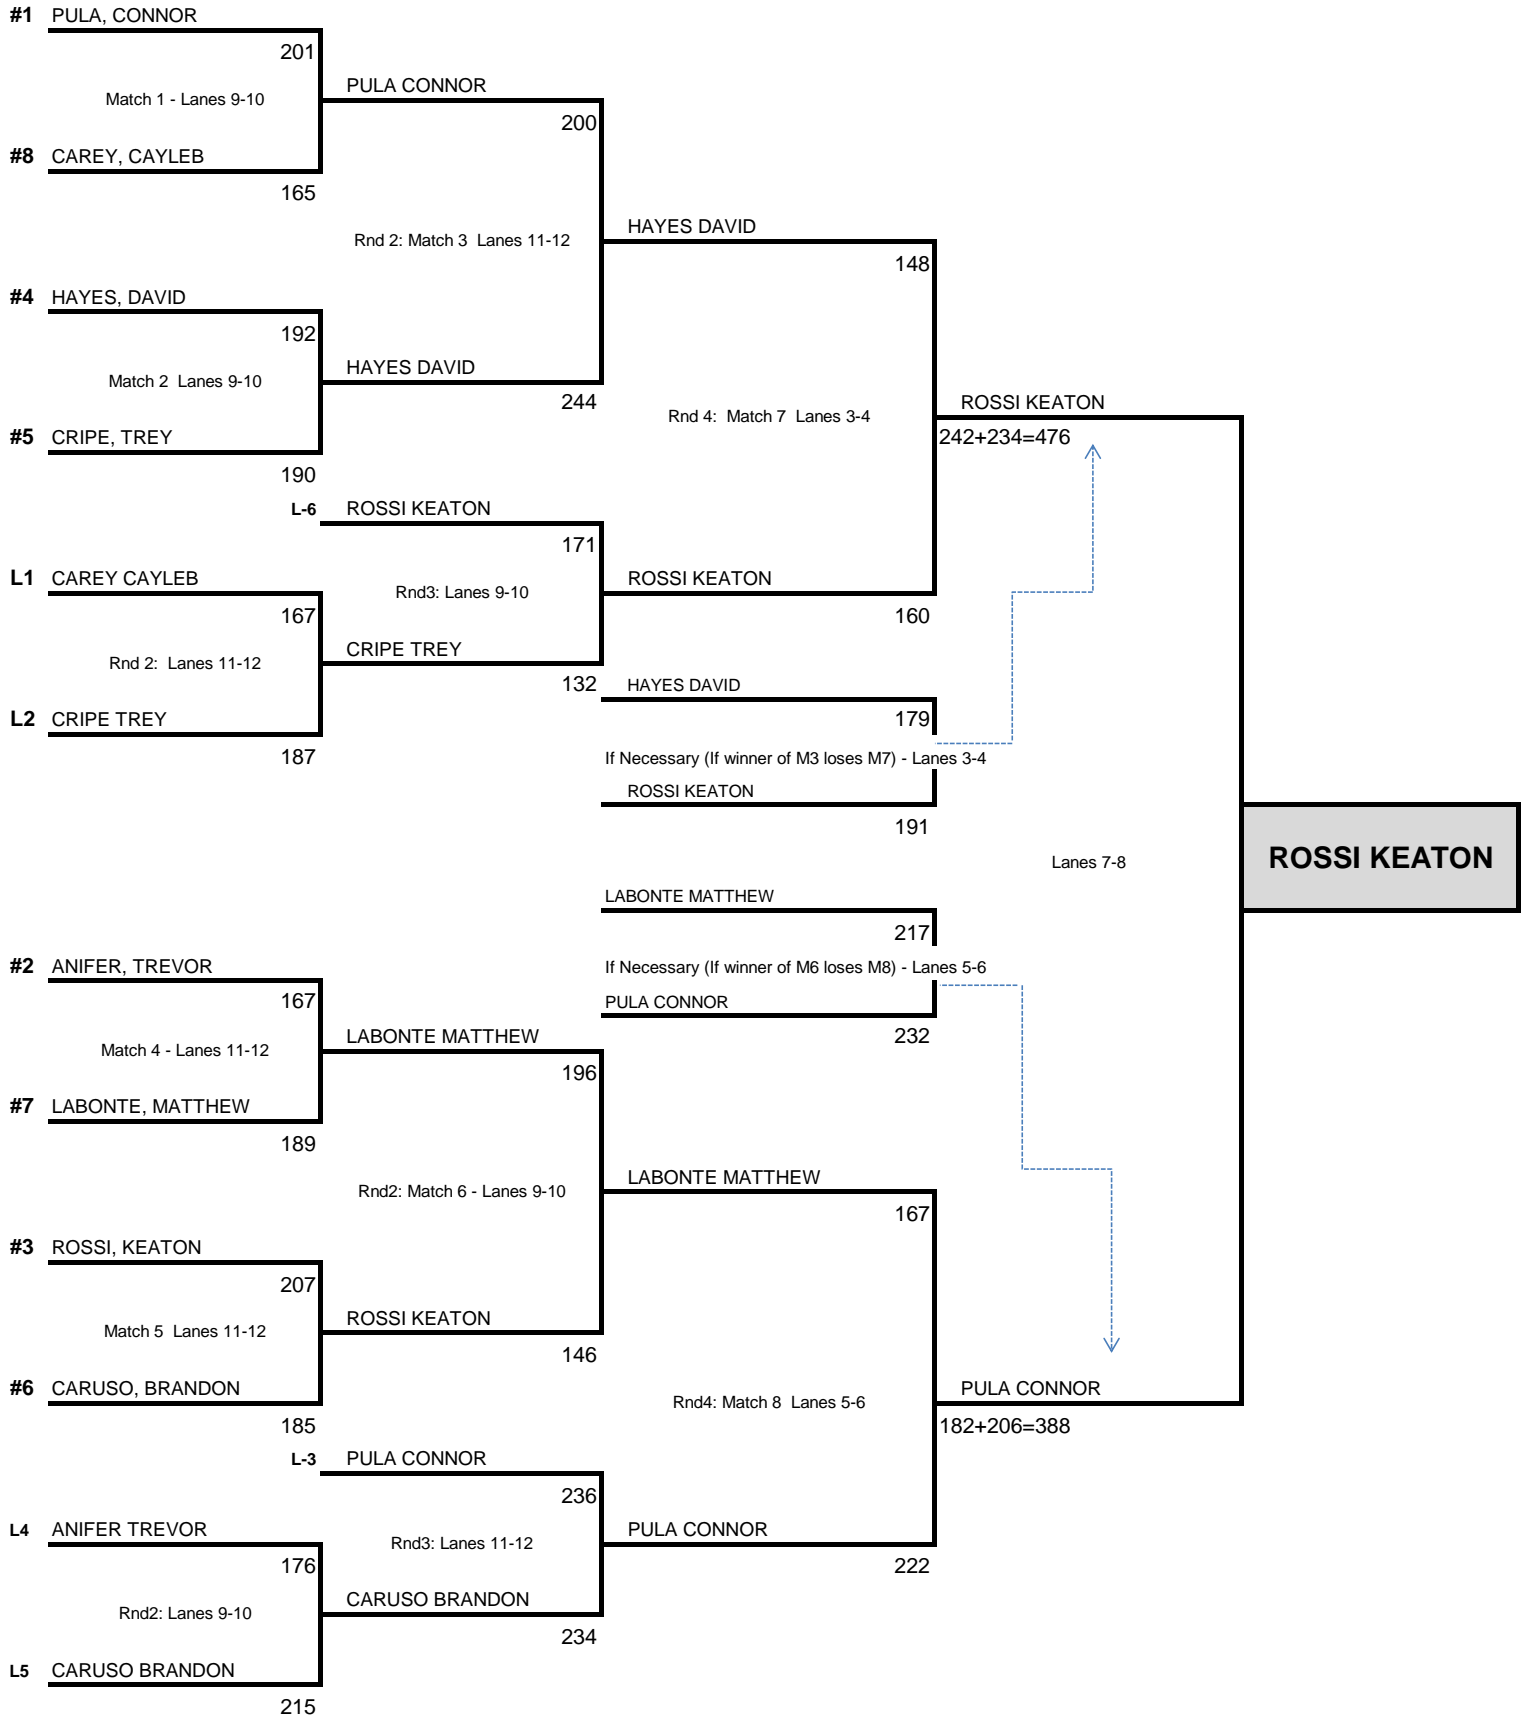 #1 PULA, CONNOR
201
PULA CONNOR
Match 1 - Lanes 9-10
200
#8 CAREY, CAYLEB
165
HAYES DAVID
Rnd 2: Match 3 Lanes 11-12
148
#4 HAYES, DAVID
192
HAYES DAVID
Match 2 Lanes 9-10
244
ROSSI KEATON
Rnd 4: Match 7 Lanes 3-4
#5 CRIPE, TREY
242+234=476
190
L-6 ROSSI KEATON
171
L1 CAREY CAYLEB
ROSSI KEATON
Rnd3: Lanes 9-10
167
160
CRIPE TREY
Rnd 2: Lanes 11-12
132
HAYES DAVID
L2 CRIPE TREY
179
187
If Necessary (If winner of M3 loses M7) - Lanes 3-4
ROSSI KEATON
191
Lanes 7-8
ROSSI KEATON
LABONTE MATTHEW
217
#2 ANIFER, TREVOR
If Necessary (If winner of M6 loses M8) - Lanes 5-6
167
PULA CONNOR
232
LABONTE MATTHEW
Match 4 - Lanes 11-12
196
#7 LABONTE, MATTHEW
189
LABONTE MATTHEW
Rnd2: Match 6 - Lanes 9-10
167
#3 ROSSI, KEATON
207
ROSSI KEATON
Match 5 Lanes 11-12
146
#6 CARUSO, BRANDON
PULA CONNOR
Rnd4: Match 8 Lanes 5-6
185
182+206=388
L-3 PULA CONNOR
236
L4 ANIFER TREVOR
PULA CONNOR
Rnd3: Lanes 11-12
176
222
CARUSO BRANDON
Rnd2: Lanes 9-10
234
L5 CARUSO BRANDON
215